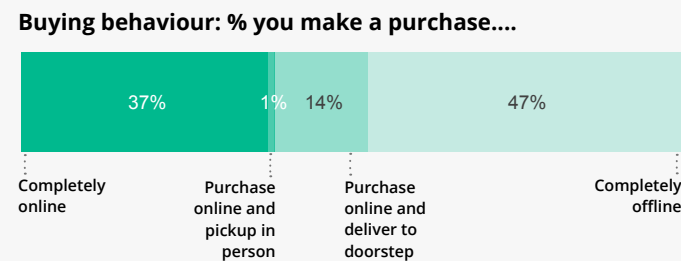 Buying behaviour: % you make a purchase....
37%
1%
14%
47%
Completely
online
Purchase
online and
pickup in
person
Purchase
online and
deliver to
doorstep
Completely
offline